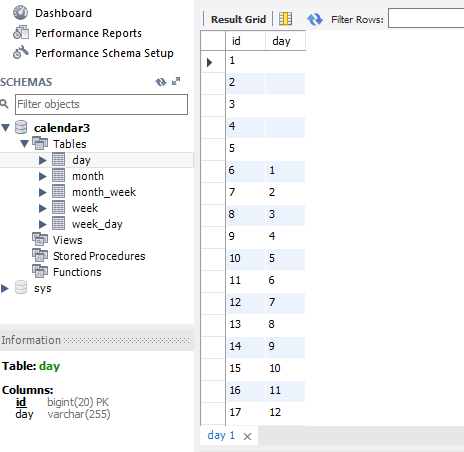 Dashboard
Performance Reports
Performance Schema Setup
SCHEMAS
Filter objects
calendar3
Tables
day
month
month_week
week
week_day
Views
Stored Procedures
Functions
sys
Information
Table: day
Columns:
id bigint(20) PK
day varchar(255)
Result Grid Filter Rows:
id day
1
2
3
4
5
6 1
7 2
8 3
9 4
10 5
11 6
12 7
13 8
14 9
15 10
16 11
17 12
day 1